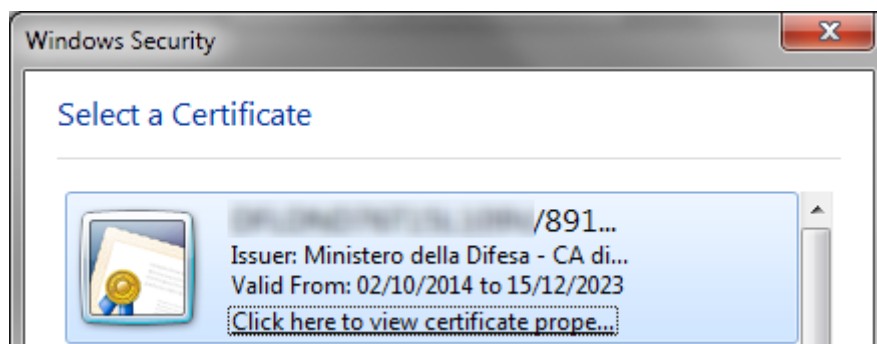 Windows Security
Select a Certificate
/891...
Issuer: Ministero della Difesa - CA di...
Valid From: 02/10/2014 to 15/12/2023
Click here to view certificate prope...